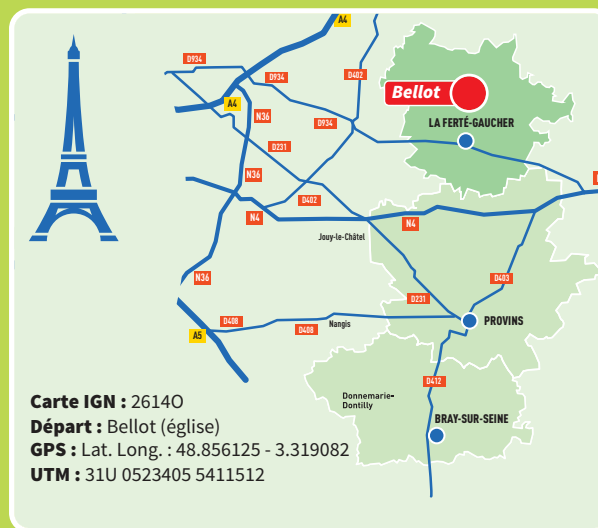 A4
D934
D402
D934
A4
Bellot
N36
D934
LA FERTÉ-GAUCHER
D231
N36
D402
N4
N4
Jouy-le-Châtel
N36
D403
D231
D408
D408
Nangis
PROVINS
A5
D412
Donnemarie-
Dontilly
BRAY-SUR-SEINE
Carte IGN : 2614O
Départ : Bellot (église)
GPS : Lat. Long. : 48.856125 - 3.319082
UTM : 31U 0523405 5411512